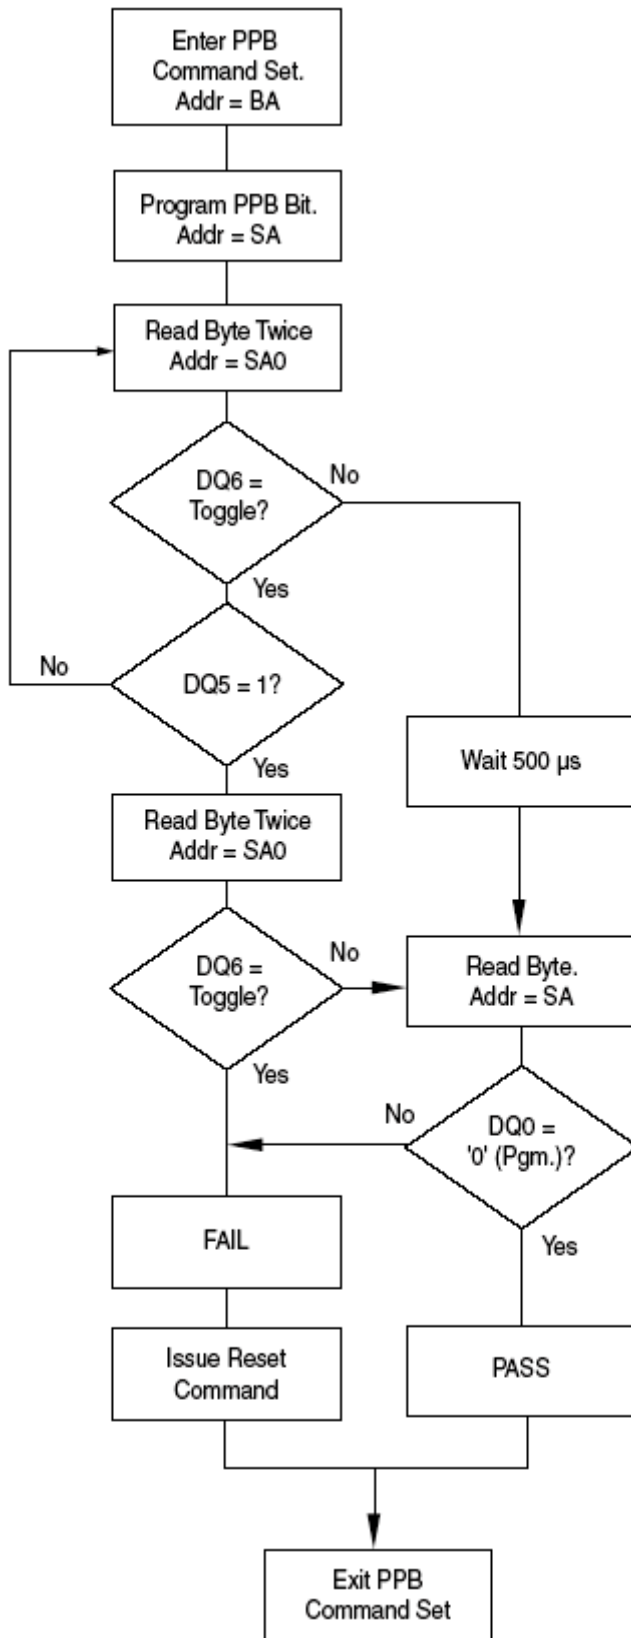 Enter PPB
Command Set.
Addr = BA
Program PPB Bit.
Addr = SA
Read Byte Twice
Addr = SA0
DQ6 =
Toggle?
No
Yes
DQ5 = 1?
No
Yes
Wait 500 µs
Read Byte Twice
Addr = SA0
DQ6 =
Toggle?
No
Yes
Read Byte.
Addr = SA
DQ0 =
'0' (Pgm.)?
No
Yes
FAIL
Issue Reset
Command
PASS
Exit PPB
Command Set